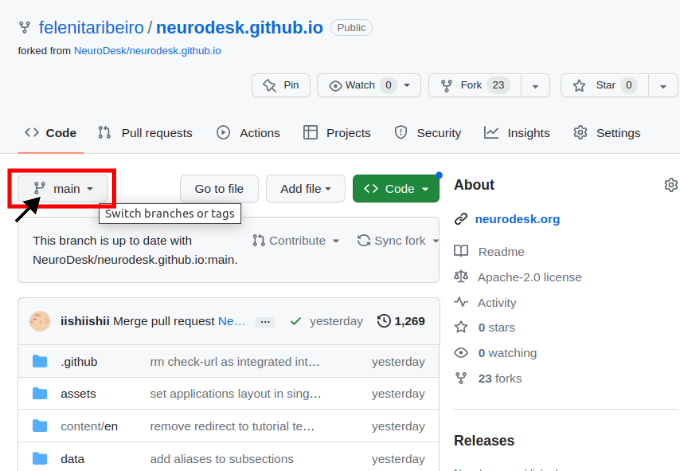 felenitaribeiro / neurodesk.github.io Public
forked from NeuroDesk/neurodesk.github.io
Pin Watch 0 Fork 23 Star 0
Code Pull requests Actions Projects Security Insights Settings
main Go to file Add file Code
Switch branches or tags
This branch is up to date with
NeuroDesk/neurodesk.github.io:main.
Contribute Sync fork
iishiishii Merge pull request Ne... ... yesterday 1,269
.github rm check-url as integrated int... yesterday
assets set applications layout in sing... yesterday
content/en remove redirect to tutorial te... yesterday
data add aliases to subsections yesterday
About
neurodesk.org
Readme
Apache-2.0 license
Activity
0 stars
0 watching
23 forks
Releases